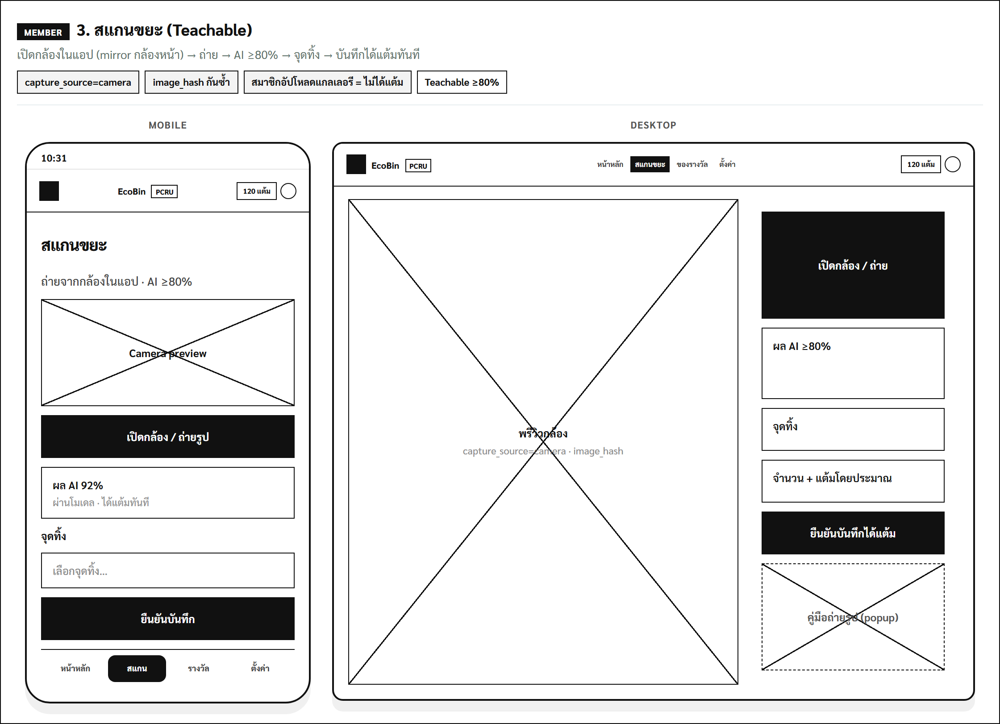 MEMBER 3. สแกนขยะ (Teachable)
เปิดกล้องในแอป (mirror กล้องหน้า) → ถ่าย → AI ≥80% → จุดทิ้ง → บันทึกได้แต้มทันที
capture_source=camera image_hash กันซ้ำ สมาชิกอัปโหลดแกลเลอรี = ไม่ได้แต้ม Teachable ≥80%
MOBILE
10:31
EcoBin PCRU 120 แต้ม
สแกนขยะ
ถ่ายจากกล้องในแอป · AI ≥80%
Camera preview
เปิดกล้อง / ถ่ายรูป
ผล AI 92%
ผ่านโมเดล · ได้แต้มทันที
จุดทิ้ง
เลือกจุดทิ้ง...
ยืนยันบันทึก
หน้าหลัก สแกน รางวัล ตั้งค่า
DESKTOP
EcoBin PCRU หน้าหลัก สแกนขยะ ของรางวัล ตั้งค่า 120 แต้ม
พรีวิวกล้อง
capture_source=camera · image_hash
เปิดกล้อง / ถ่าย
ผล AI ≥80%
จุดทิ้ง
จำนวน + แต้มโดยประมาณ
ยืนยันบันทึกได้แต้ม
คู่มือถ่ายรูป (popup)